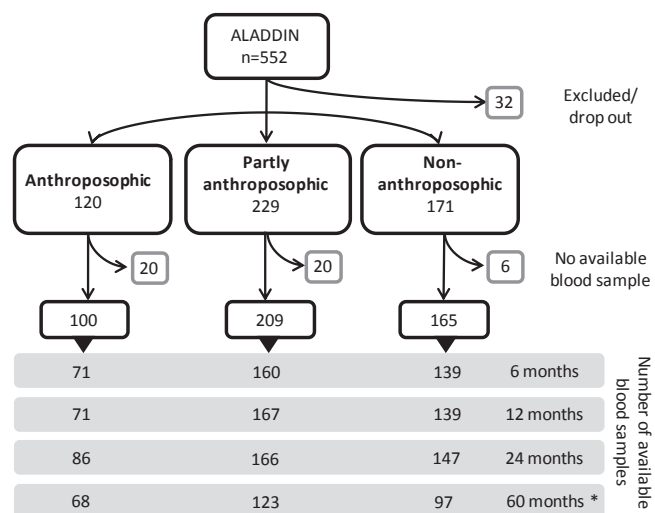 ALADDIN
n=552
32
Excluded/
drop out
Anthroposophic
120
Partly
anthroposophic
229
Non-
anthroposophic
171
20
20
6
No available
blood sample
100
209
165
71 160 139 6 months
71 167 139 12 months
86 166 147 24 months
68 123 97 60 months *
Number of available
blood samples